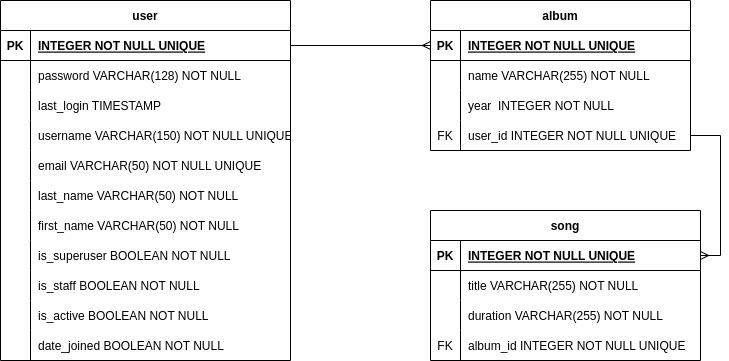 user
PK INTEGER NOT NULL UNIQUE
password VARCHAR(128) NOT NULL
last_login TIMESTAMP
username VARCHAR(150) NOT NULL UNIQUE
email VARCHAR(50) NOT NULL UNIQUE
last_name VARCHAR(50) NOT NULL
first_name VARCHAR(50) NOT NULL
is_superuser BOOLEAN NOT NULL
is_staff BOOLEAN NOT NULL
is_active BOOLEAN NOT NULL
date_joined BOOLEAN NOT NULL
album
PK INTEGER NOT NULL UNIQUE
name VARCHAR(255) NOT NULL
year INTEGER NOT NULL
FK user_id INTEGER NOT NULL UNIQUE
song
PK INTEGER NOT NULL UNIQUE
title VARCHAR(255) NOT NULL
duration VARCHAR(255) NOT NULL
FK album_id INTEGER NOT NULL UNIQUE